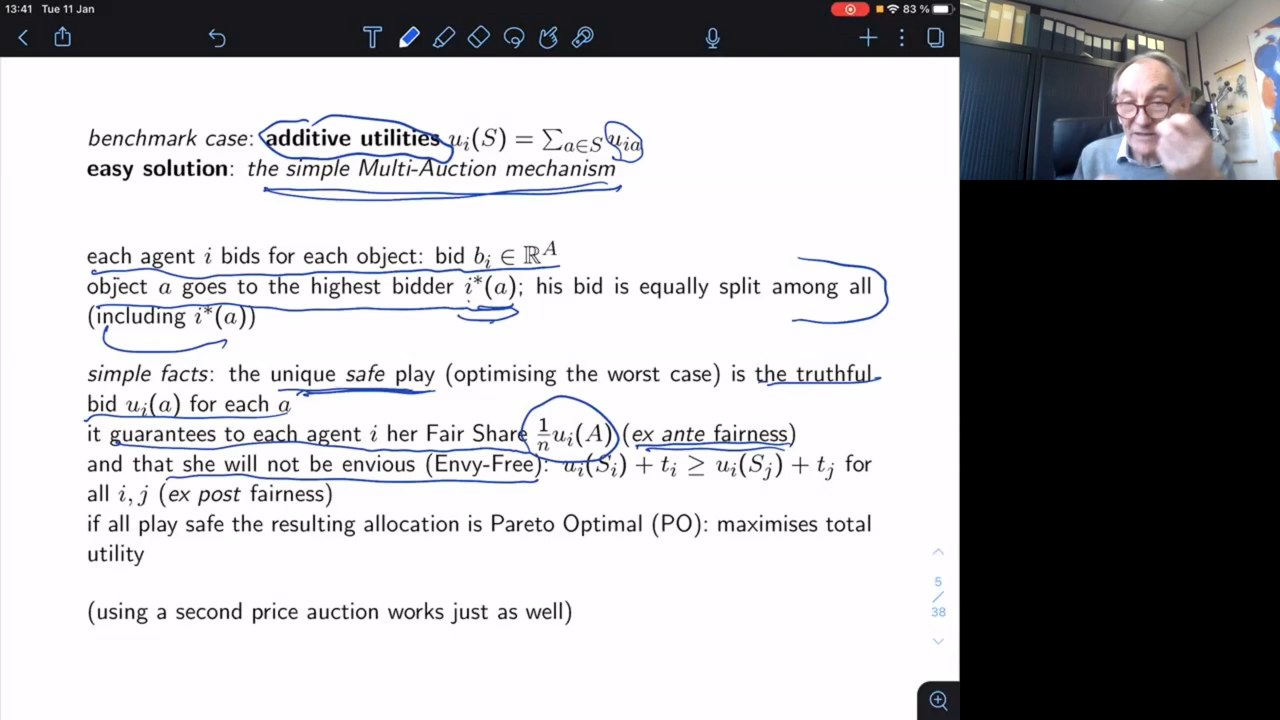 13:41 Tue 11 Jan
83 %
T
benchmark case: additive utilities u_i(S) = ∑_{a∈S} u_{ia}
easy solution: the simple Multi-Auction mechanism
each agent i bids for each object: bid b_i ∈ ℝ^A
object a goes to the highest bidder i*(a); his bid is equally split among all
(including i*(a))
simple facts: the unique safe play (optimising the worst case) is the truthful
bid u_i(a) for each a
it guarantees to each agent i her Fair Share 1/n u_i(A) (ex ante fairness)
and that she will not be envious (Envy-Free): u_i(S_i) + t_i ≥ u_i(S_j) + t_j for
all i, j (ex post fairness)
if all play safe the resulting allocation is Pareto Optimal (PO): maximises total
utility
(using a second price auction works just as well)
5
/
38